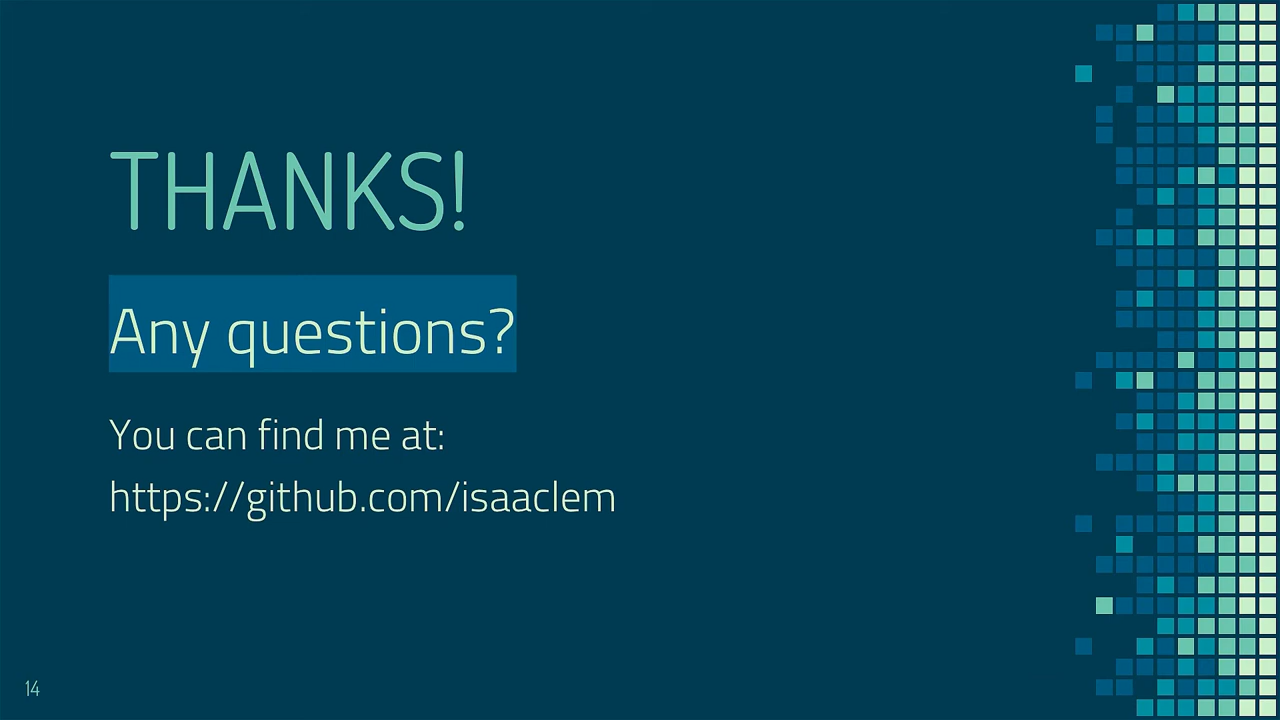 THANKS!
Any questions?
You can find me at:
https://github.com/isaaclem
14